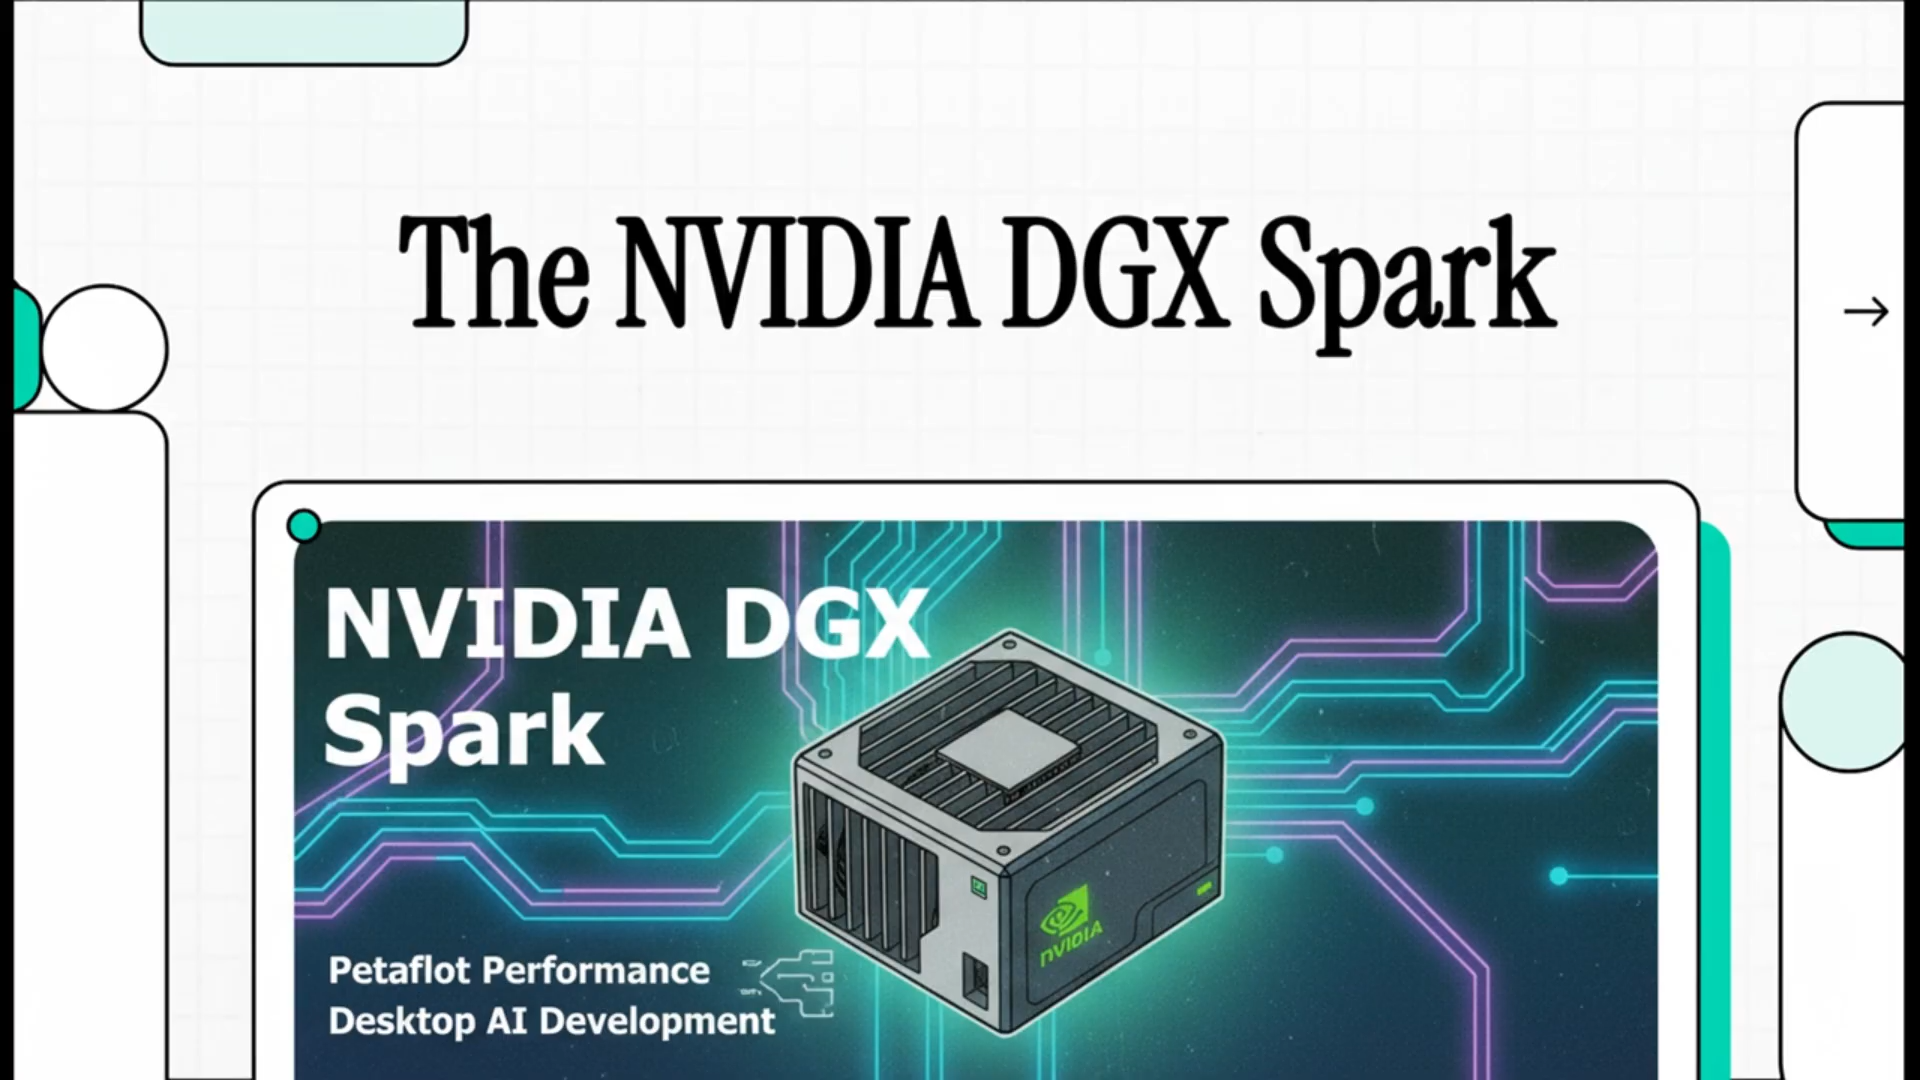 The NVIDIA DGX Spark
→
NVIDIA DGX
Spark
nVIDIA
Petaflot Performance
Desktop AI Development